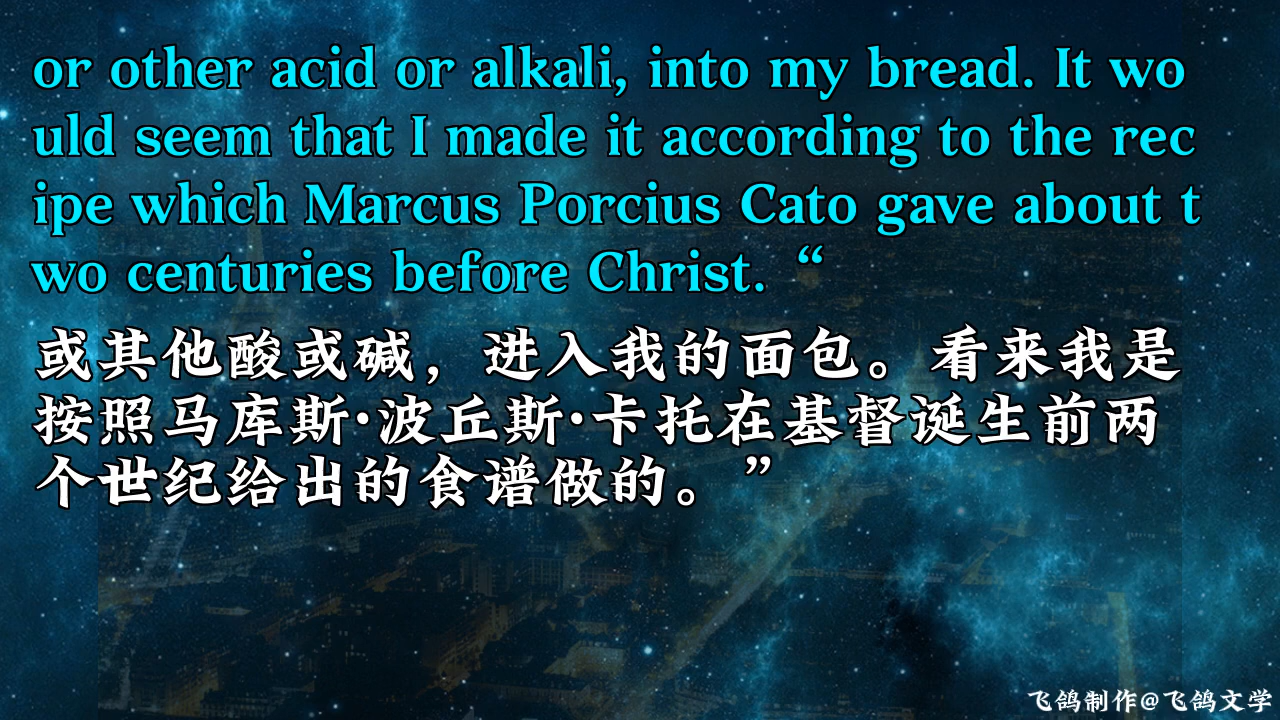 or other acid or alkali, into my bread. It wo
uld seem that I made it according to the rec
ipe which Marcus Porcius Cato gave about t
wo centuries before Christ. “
或其他酸或碱，进入我的面包。看来我是
按照马库斯·波丘斯·卡托在基督诞生前两
个世纪给出的食谱做的。”
飞鸽制作@飞鸽文学